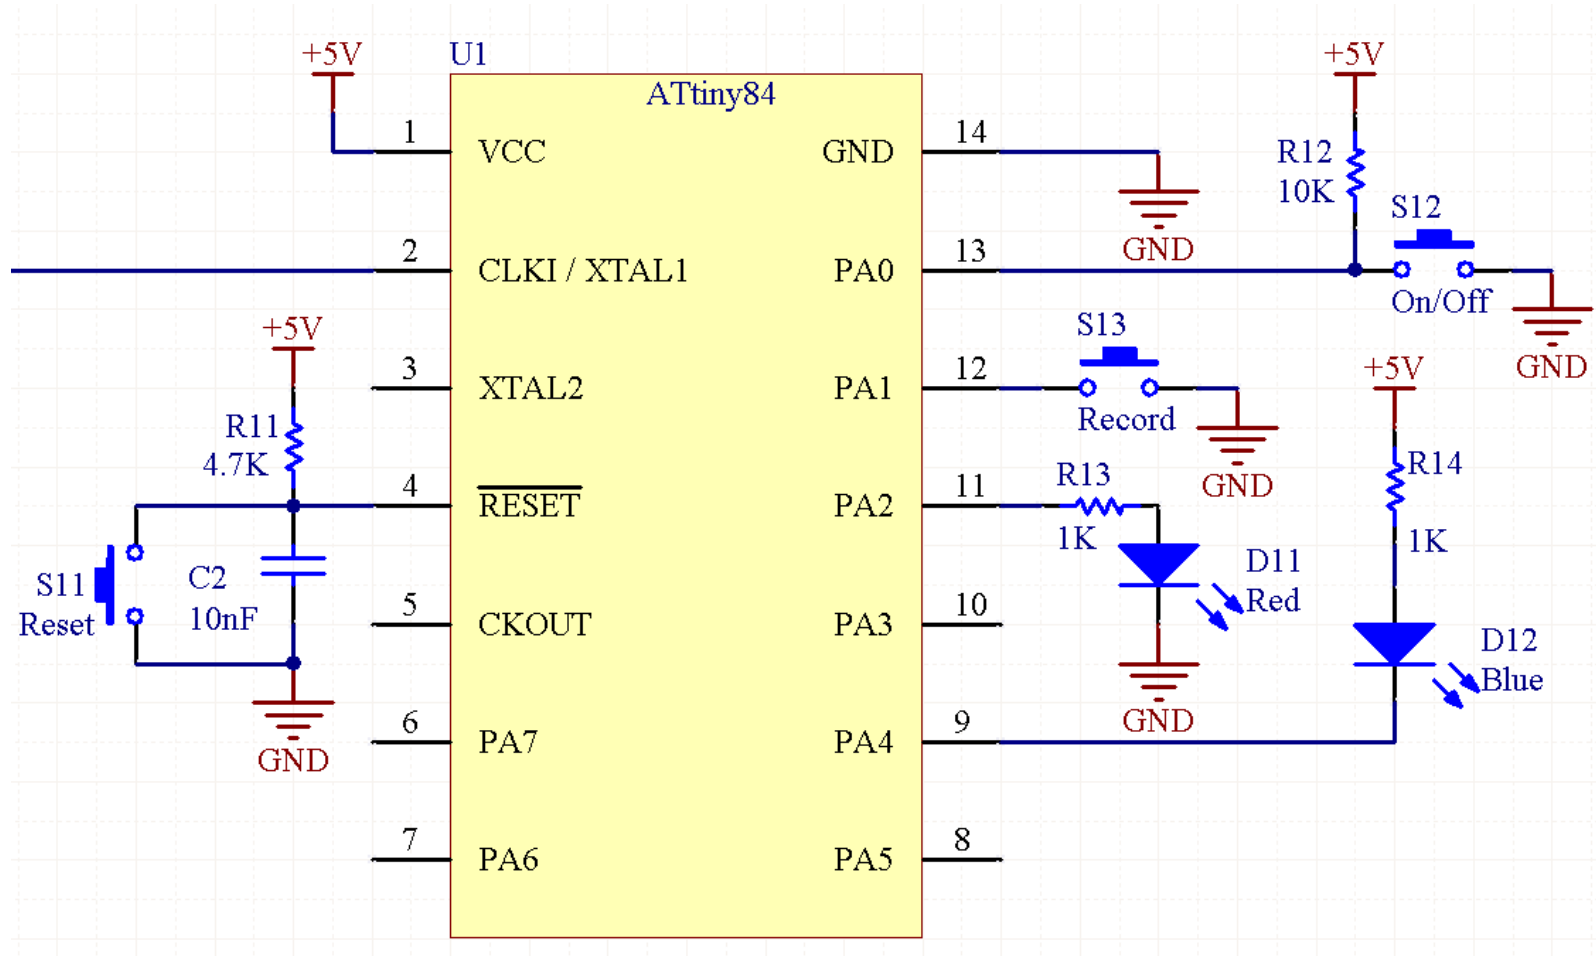 +5V
U1
ATtiny84
+5V
1
VCC
GND
14
GND
R12
10K
S12
On/Off
GND
2
CLKI / XTAL1
PA0
13
+5V
R11
4.7K
3
XTAL2
PA1
12
S13
Record
GND
+5V
R14
1K
4
RESET
PA2
11
R13
1K
D11
Red
GND
S11
Reset
C2
10nF
GND
5
CKOUT
PA3
10
D12
Blue
6
PA7
PA4
9
7
PA6
PA5
8